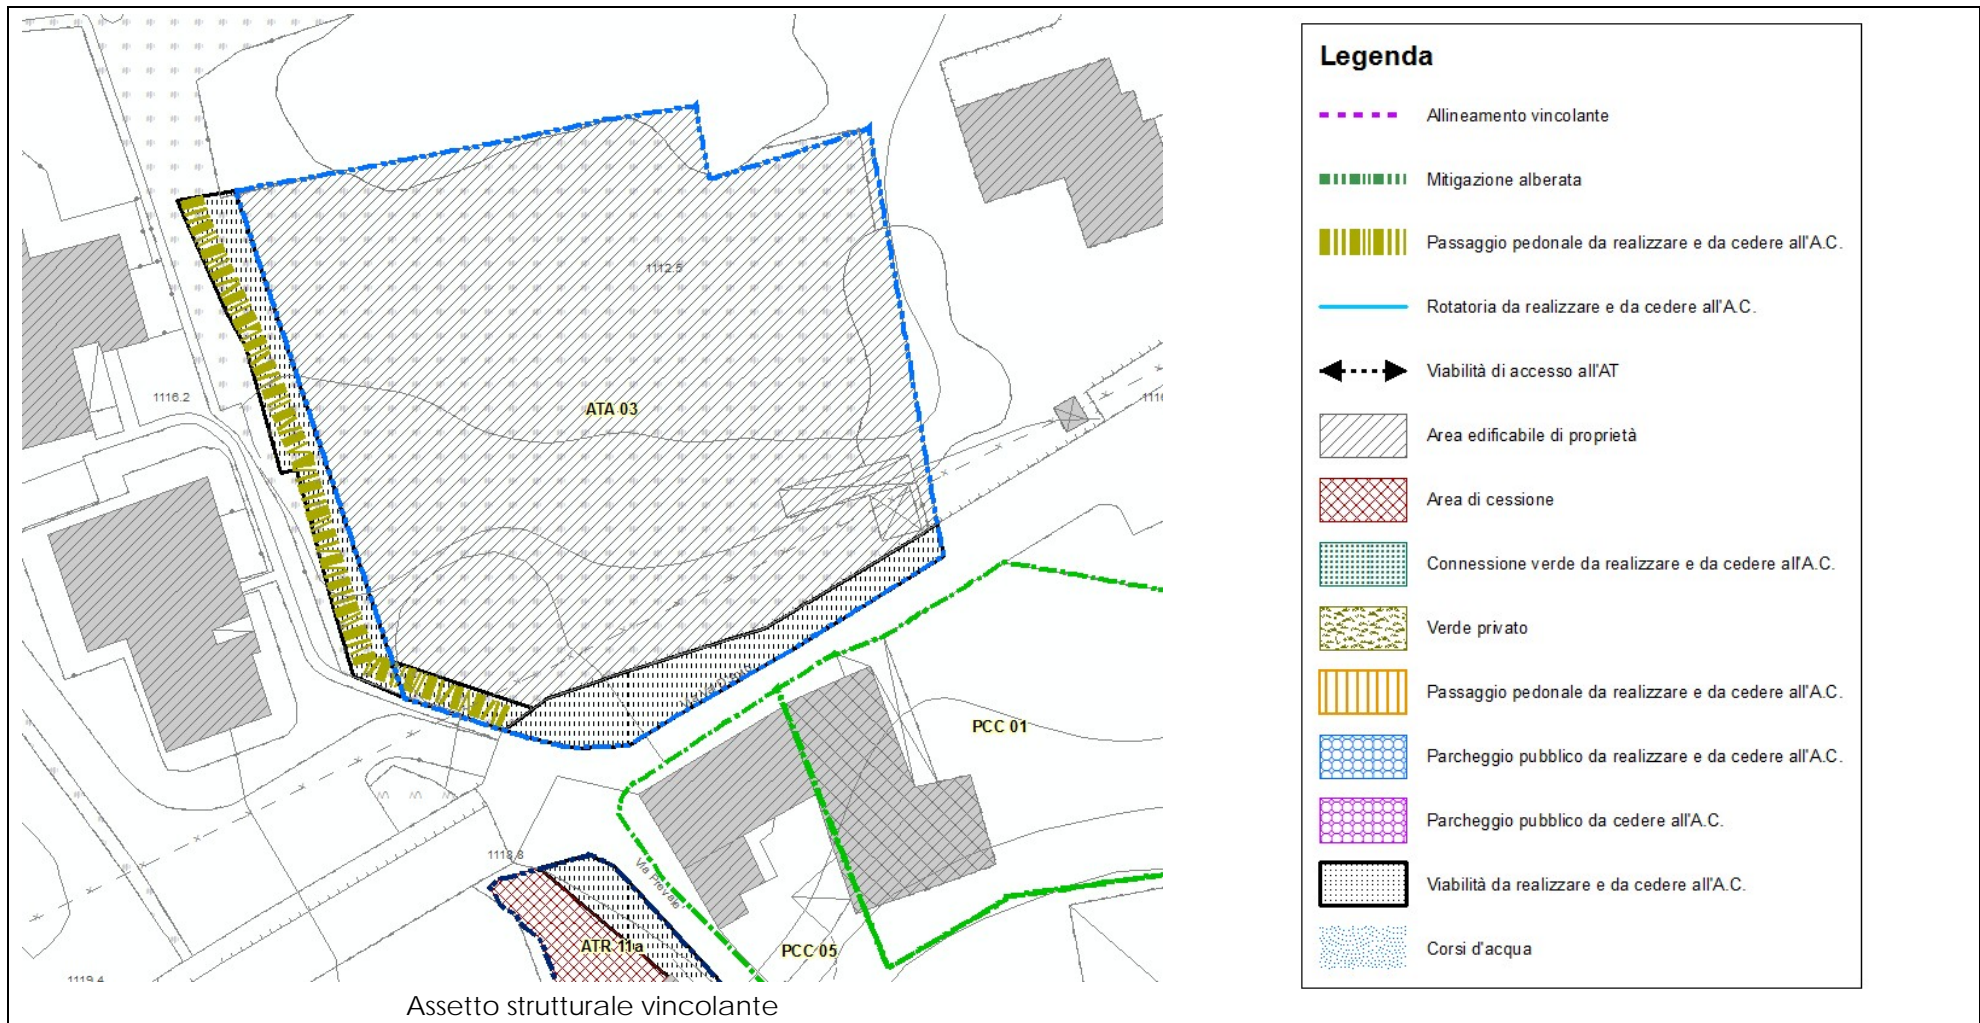 1112.5
ATA 03
1116.2
PCC 01
1118.8
Via Prevale
ATR 11a
PCC 05
1119.4
Assetto strutturale vincolante
Legenda
Allineamento vincolante
Mitigazione alberata
Passaggio pedonale da realizzare e da cedere all'A.C.
Rotatoria da realizzare e da cedere all'A.C.
Viabilità di accesso all'AT
Area edificabile di proprietà
Area di cessione
Connessione verde da realizzare e da cedere all'A.C.
Verde privato
Passaggio pedonale da realizzare e da cedere all'A.C.
Parcheggio pubblico da realizzare e da cedere all'A.C.
Parcheggio pubblico da cedere all'A.C.
Viabilità da realizzare e da cedere all'A.C.
Corsi d'acqua